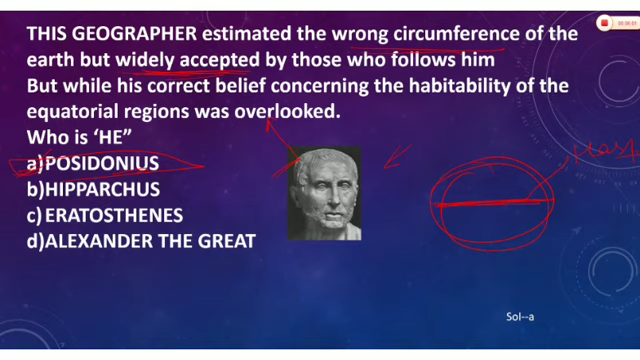 THIS GEOGRAPHER estimated the wrong circumference of the
earth but widely accepted by those who follows him
But while his correct belief concerning the habitability of the
equatorial regions was overlooked.
Who is ‘HE”
a)POSIDONIUS
b)HIPPARCHUS
c)ERATOSTHENES
d)ALEXANDER THE GREAT
Sol--a